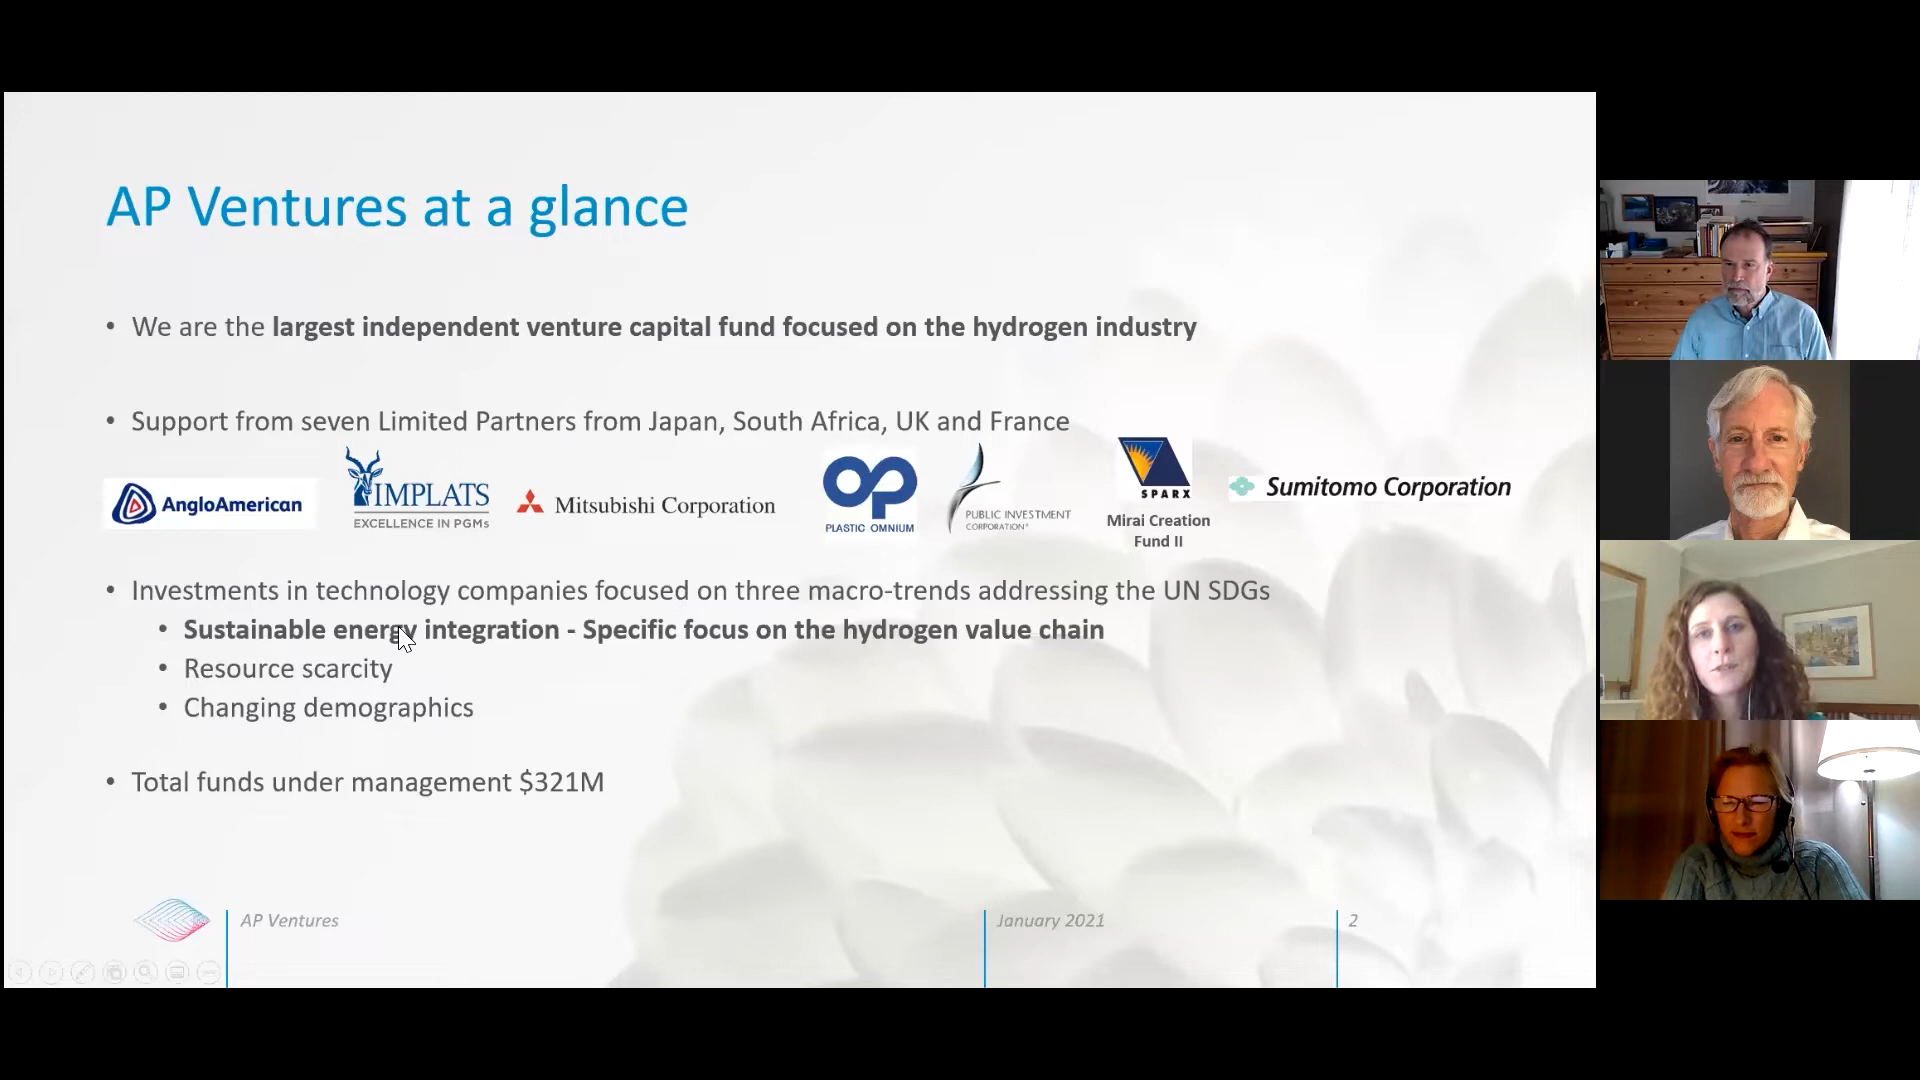 AP Ventures at a glance
• We are the largest independent venture capital fund focused on the hydrogen industry
• Support from seven Limited Partners from Japan, South Africa, UK and France
AngloAmerican
IMPLATS
EXCELLENCE IN PGMs
Mitsubishi Corporation
PLASTIC OMNIUM
PUBLIC INVESTMENT
CORPORATION®
SPARX
Mirai Creation
Fund II
Sumitomo Corporation
• Investments in technology companies focused on three macro-trends addressing the UN SDGs
• Sustainable energy integration - Specific focus on the hydrogen value chain
• Resource scarcity
• Changing demographics
• Total funds under management $321M
AP Ventures
January 2021
2